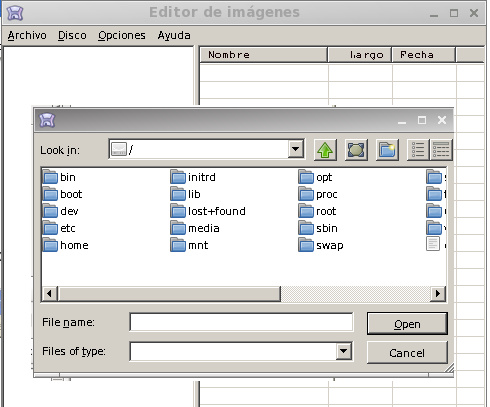 Editor de imágenes
Archivo Disco Opciones Ayuda
Nombre Largo Fecha
Look in: /
bin initrd opt
boot lib proc
dev lost+found root
etc media sbin
home mnt swap
File name: Open
Files of type: Cancel